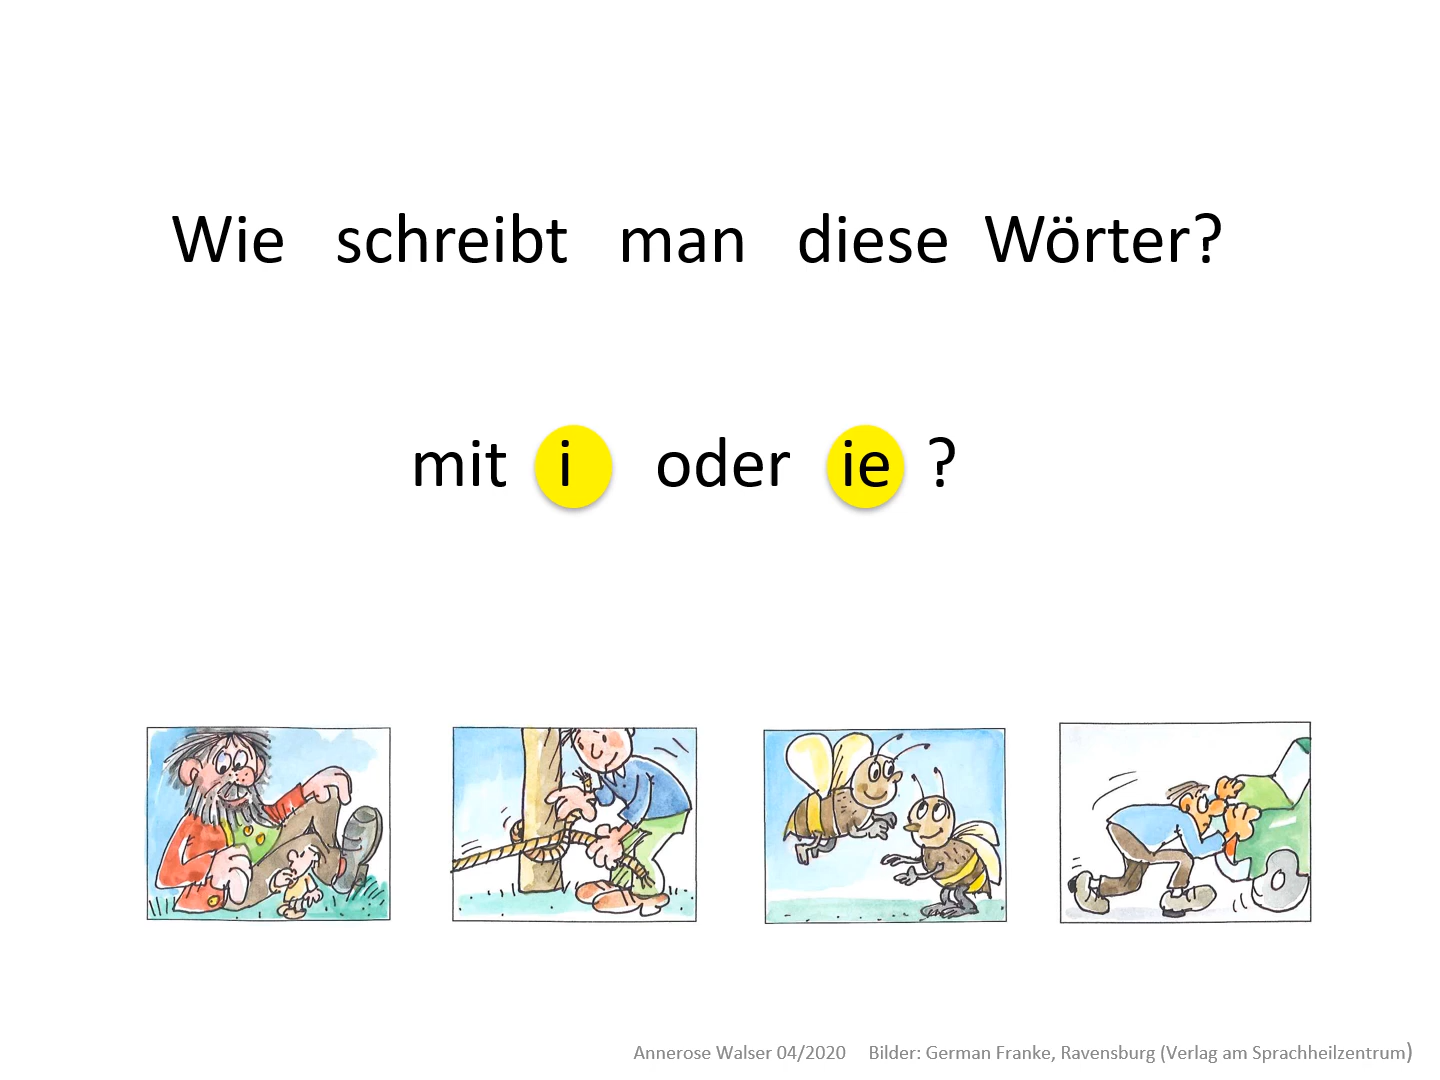 Wie schreibt man diese Wörter?
mit i oder ie ?
Annerose Walser 04/2020 Bilder: German Franke, Ravensburg (Verlag am Sprachheilzentrum)